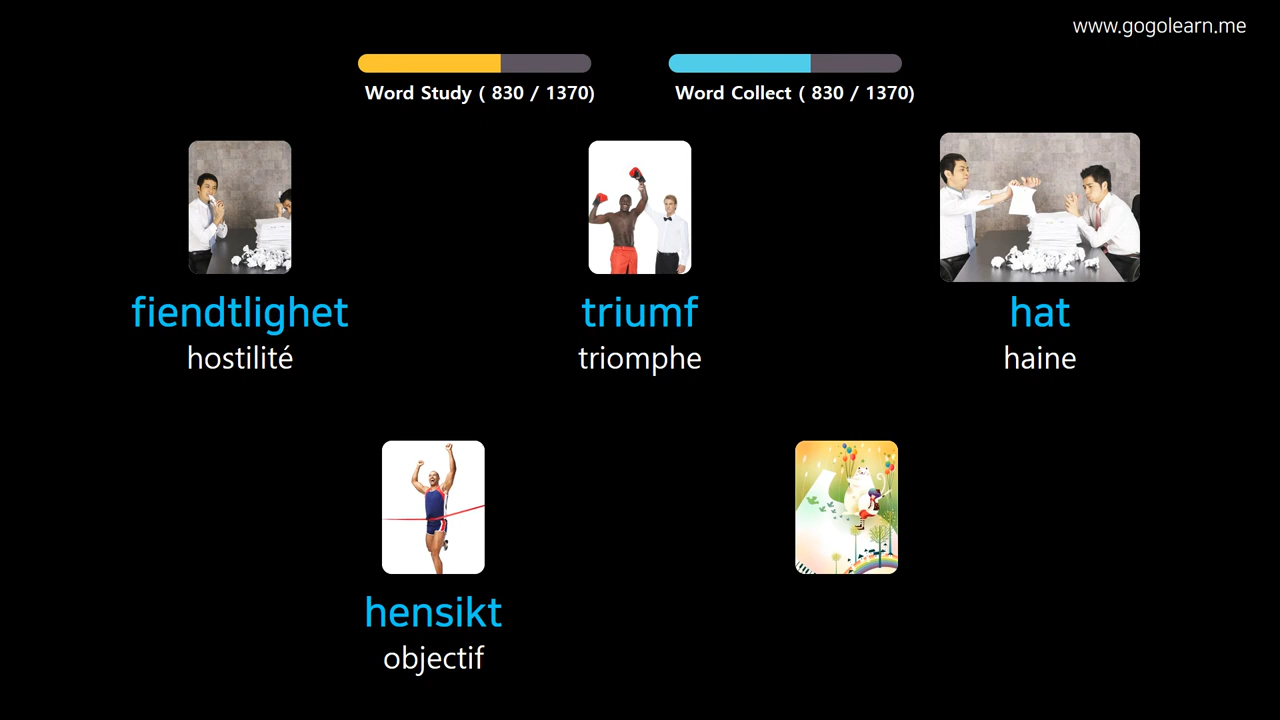 www.gogolearn.me
Word Study ( 830 / 1370)
Word Collect ( 830 / 1370)
fiendtlighet
hostilité
triumf
triomphe
hat
haine
hensikt
objectif